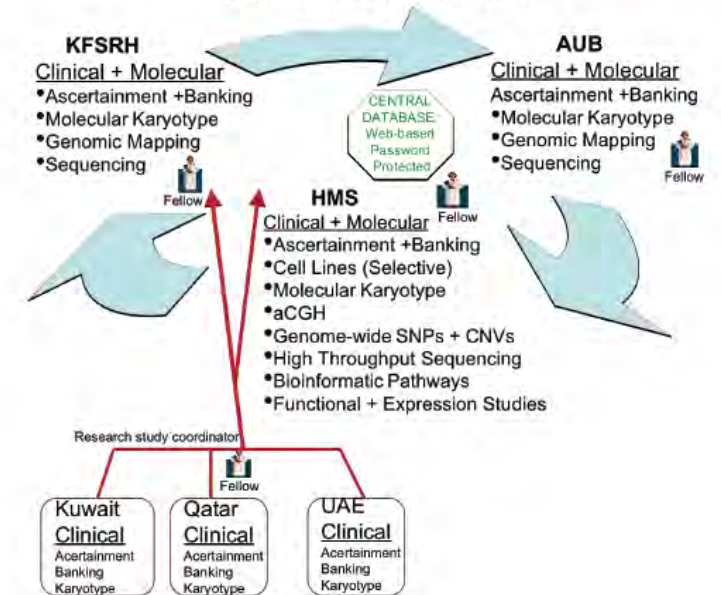 KFSRH
Clinical + Molecular
•Ascertainment +Banking
•Molecular Karyotype
•Genomic Mapping
•Sequencing
Fellow
AUB
Clinical + Molecular
Ascertainment +Banking
•Molecular Karyotype
•Genomic Mapping
•Sequencing
Fellow
CENTRAL
DATABASE
Web-based
Password
Protected
HMS
Fellow
Clinical + Molecular
•Ascertainment +Banking
•Cell Lines (Selective)
•Molecular Karyotype
•aCGH
•Genome-wide SNPs + CNVs
•High Throughput Sequencing
•Bioinformatic Pathways
•Functional + Expression Studies
Research study coordinator
Fellow
Kuwait
Clinical
Acertainment
Banking
Karyotype
Qatar
Clinical
Acertainment
Banking
Karyotype
UAE
Clinical
Acertainment
Banking
Karyotype